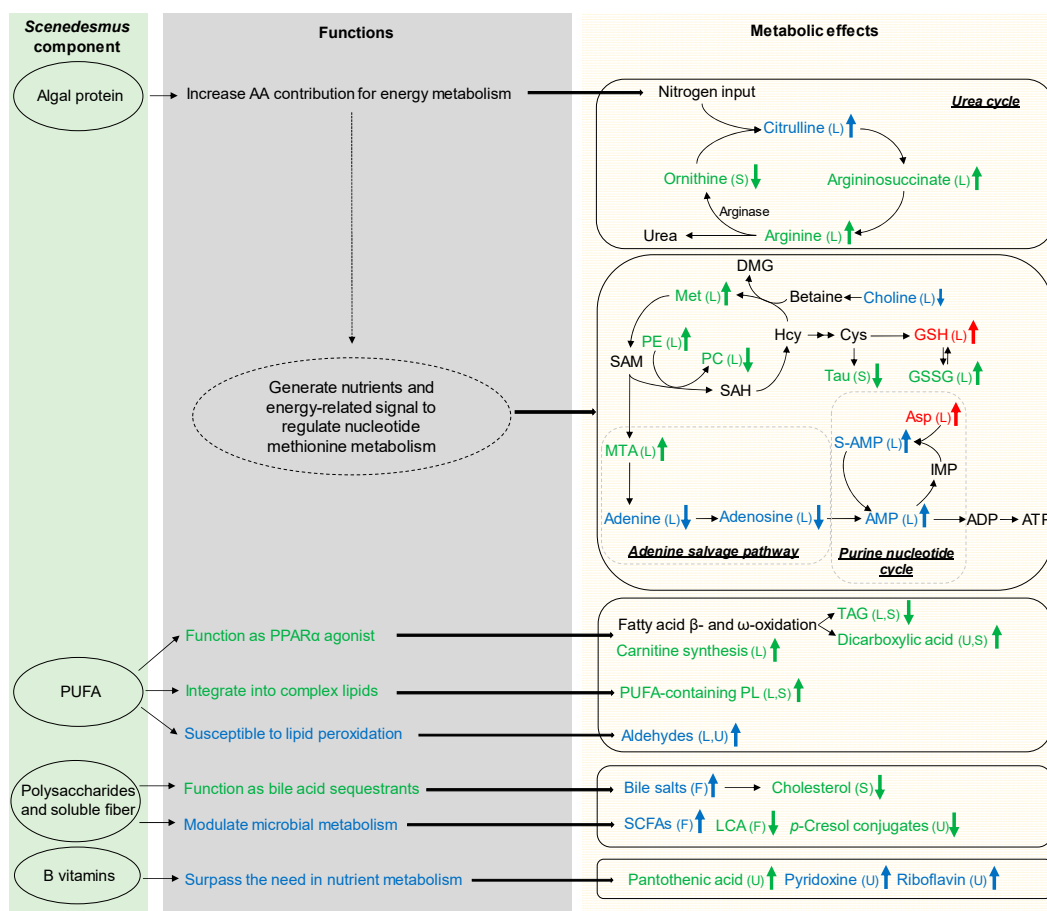 Scenedesmus
component
Functions
Metabolic effects
Algal protein
Increase AA contribution for energy metabolism
Nitrogen input
Urea cycle
Citrulline (L)
Ornithine (S)
Argininosuccinate (L)
Arginase
Urea
Arginine (L)
DMG
Met (L)
Betaine
Choline (L)
PE (L)
Hcy
Cys
GSH (L)
SAM
PC (L)
SAH
Tau (S)
GSSG (L)
Generate nutrients and
energy-related signal to
regulate nucleotide
methionine metabolism
Asp (L)
MTA (L)
S-AMP (L)
IMP
Adenine (L)
Adenosine (L)
AMP (L)
ADP
ATP
Adenine salvage pathway
Purine nucleotide
cycle
PUFA
Function as PPARα agonist
Fatty acid β- and ω-oxidation
TAG (L,S)
Dicarboxylic acid (U,S)
Carnitine synthesis (L)
Integrate into complex lipids
PUFA-containing PL (L,S)
Susceptible to lipid peroxidation
Aldehydes (L,U)
Polysaccharides
and soluble fiber
Function as bile acid sequestrants
Bile salts (F)
Cholesterol (S)
Modulate microbial metabolism
SCFAs (F)
LCA (F)
p-Cresol conjugates (U)
B vitamins
Surpass the need in nutrient metabolism
Pantothenic acid (U)
Pyridoxine (U)
Riboflavin (U)